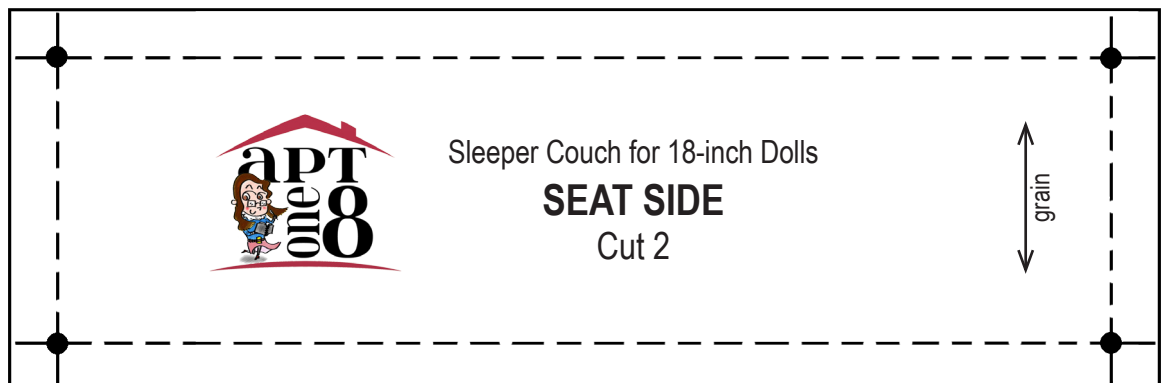 aPT
one
8
Sleeper Couch for 18-inch Dolls
SEAT SIDE
Cut 2
grain